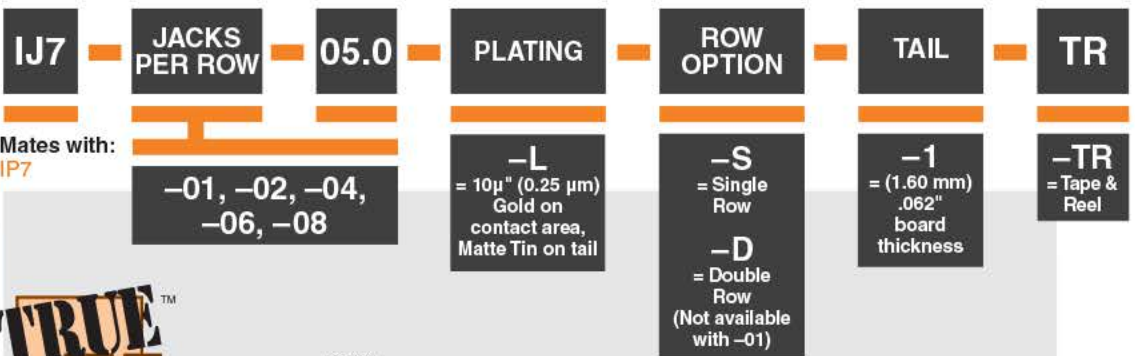 IJ7
JACKS
PER ROW
05.0
PLATING
ROW
OPTION
TAIL
TR
Mates with:
IP7
–01, –02, –04,
–06, –08
–L
= 10µ" (0.25 µm)
Gold on
contact area,
Matte Tin on tail
–S
= Single
Row
–D
= Double
Row
(Not available
with –01)
–1
= (1.60 mm)
.062"
board
thickness
–TR
= Tape &
Reel
TRUE
TM